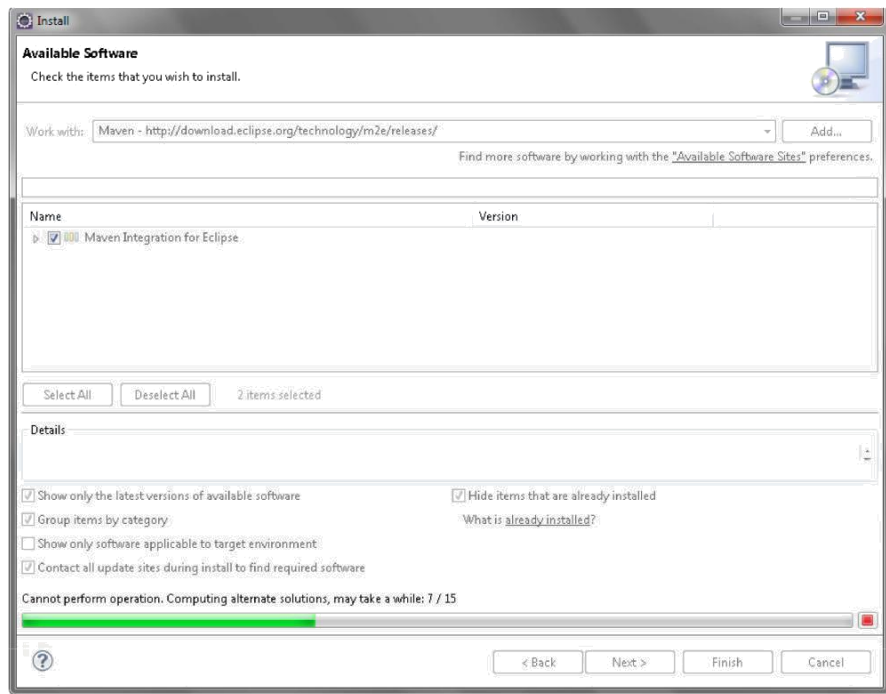 Install
Available Software
Check the items that you wish to install.
Work with: Maven - http://download.eclipse.org/technology/m2e/releases/ Add...
Find more software by working with the "Available Software Sites" preferences.
Name Version
Maven Integration for Eclipse
Select All Deselect All 2 items selected
Details
Show only the latest versions of available software Hide items that are already installed
Group items by category What is already installed?
Show only software applicable to target environment
Contact all update sites during install to find required software
Cannot perform operation. Computing alternate solutions, may take a while: 7 / 15
? < Back Next > Finish Cancel